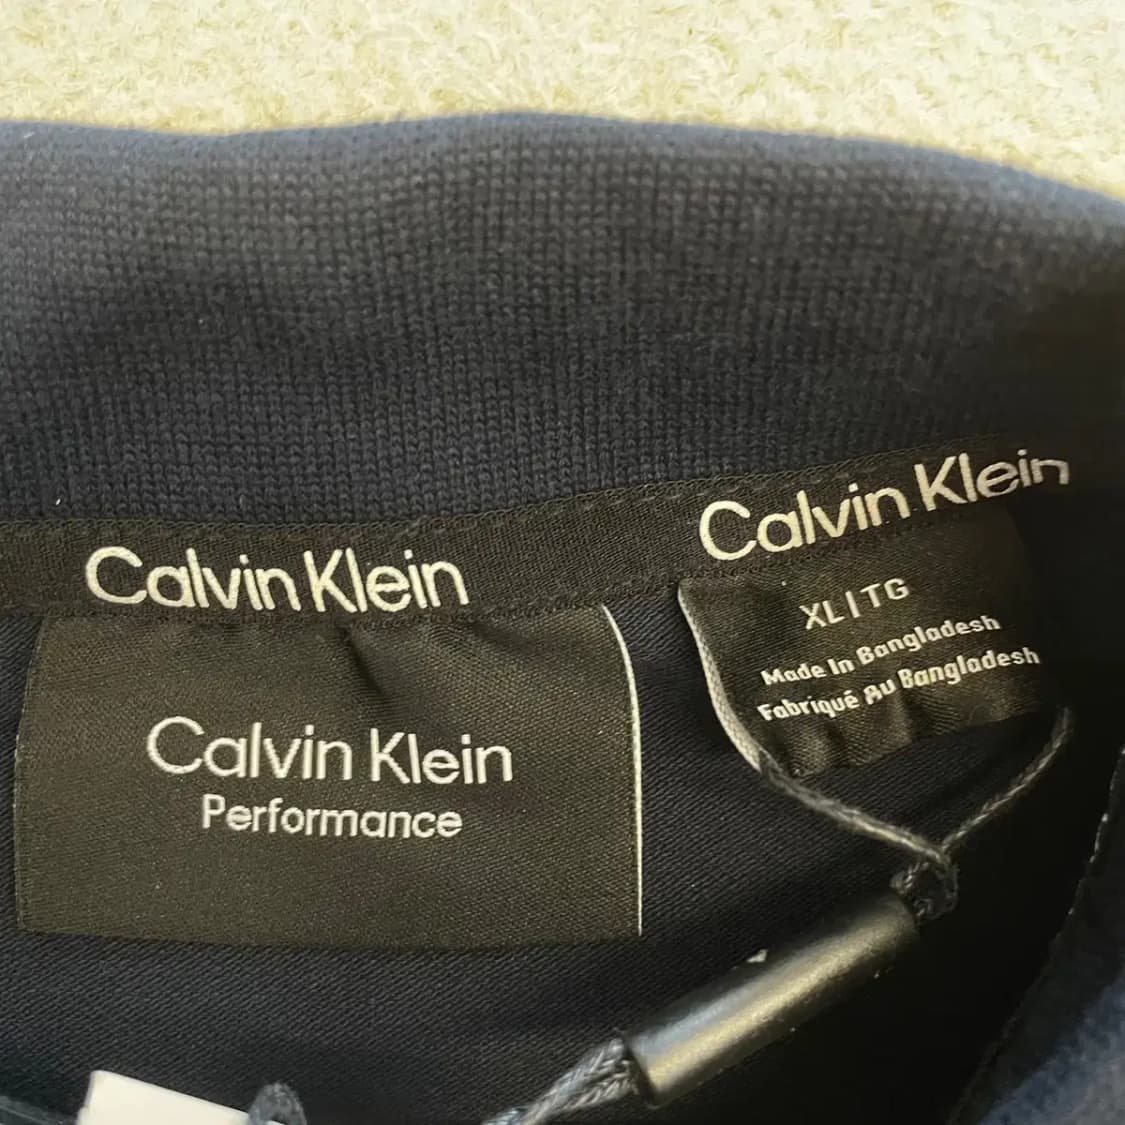 Calvin Klein
Calvin Klein
Performance
Calvin Klein
XL | TG
Made In Bangladesh
Fabriqué Au Bangladesh